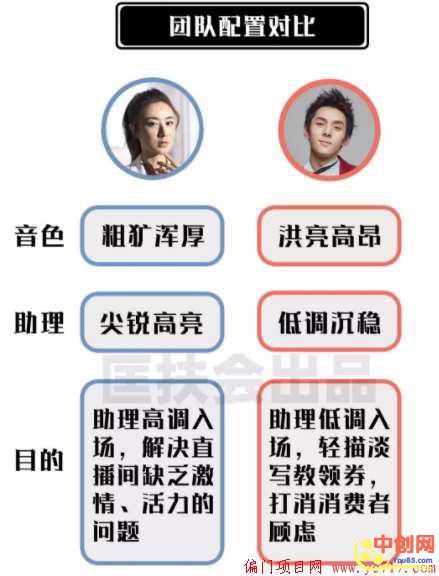 团队配置对比
音色
粗犷浑厚
洪亮高昂
助理
尖锐高亮
低调沉稳
匡扶会出品
目的
助理高调入
场，解决直
播间缺乏激
情、活力的
问题
助理低调入
场，轻描淡
写教领券，
打消消费者
顾虑
中创网
Tqu85.com
偏门项目网 www.y5717.com